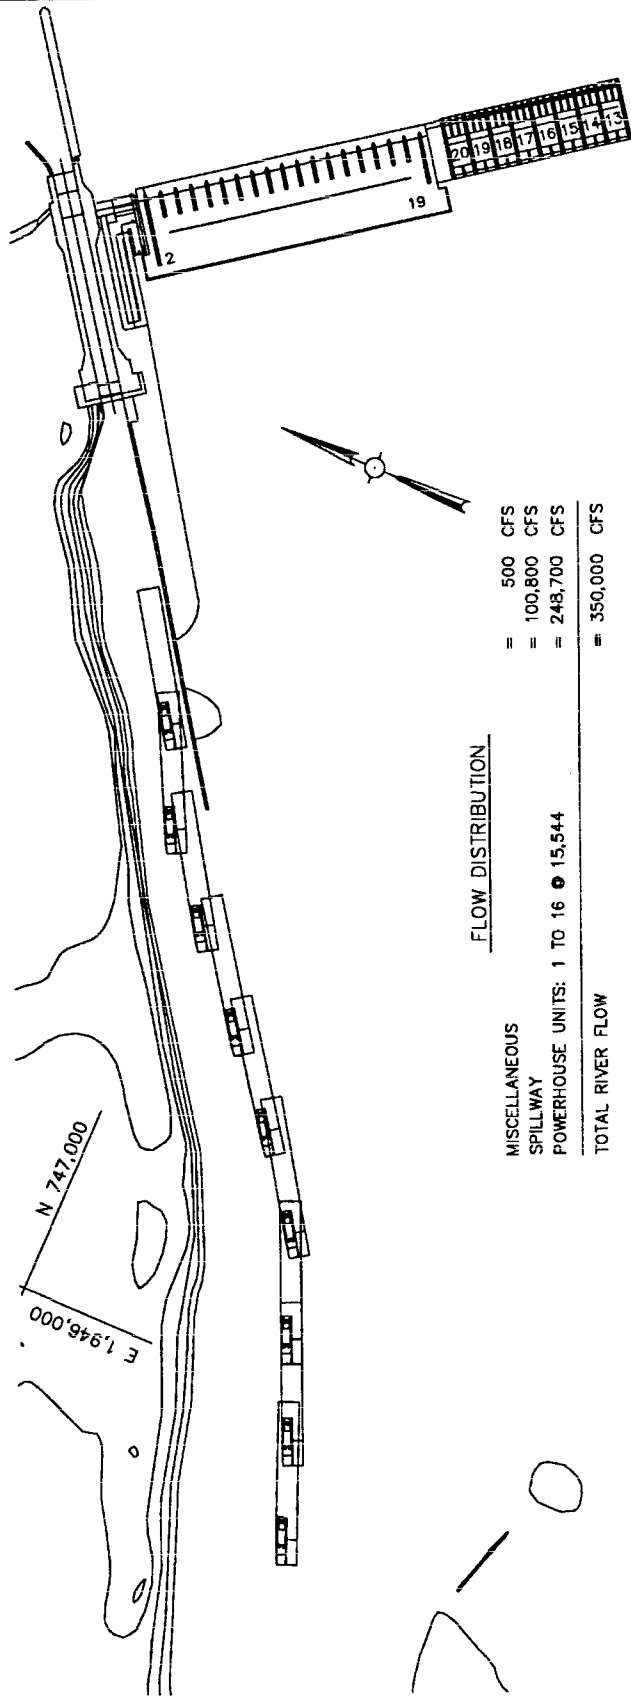 20 19 18 17 16 15 14 13
2
19
FLOW DISTRIBUTION
MISCELLANEOUS = 500 CFS
SPILLWAY = 100,800 CFS
POWERHOUSE UNITS: 1 TO 16 @ 15,544 = 248,700 CFS
TOTAL RIVER FLOW = 350,000 CFS
N 747,000
E 1,946,000